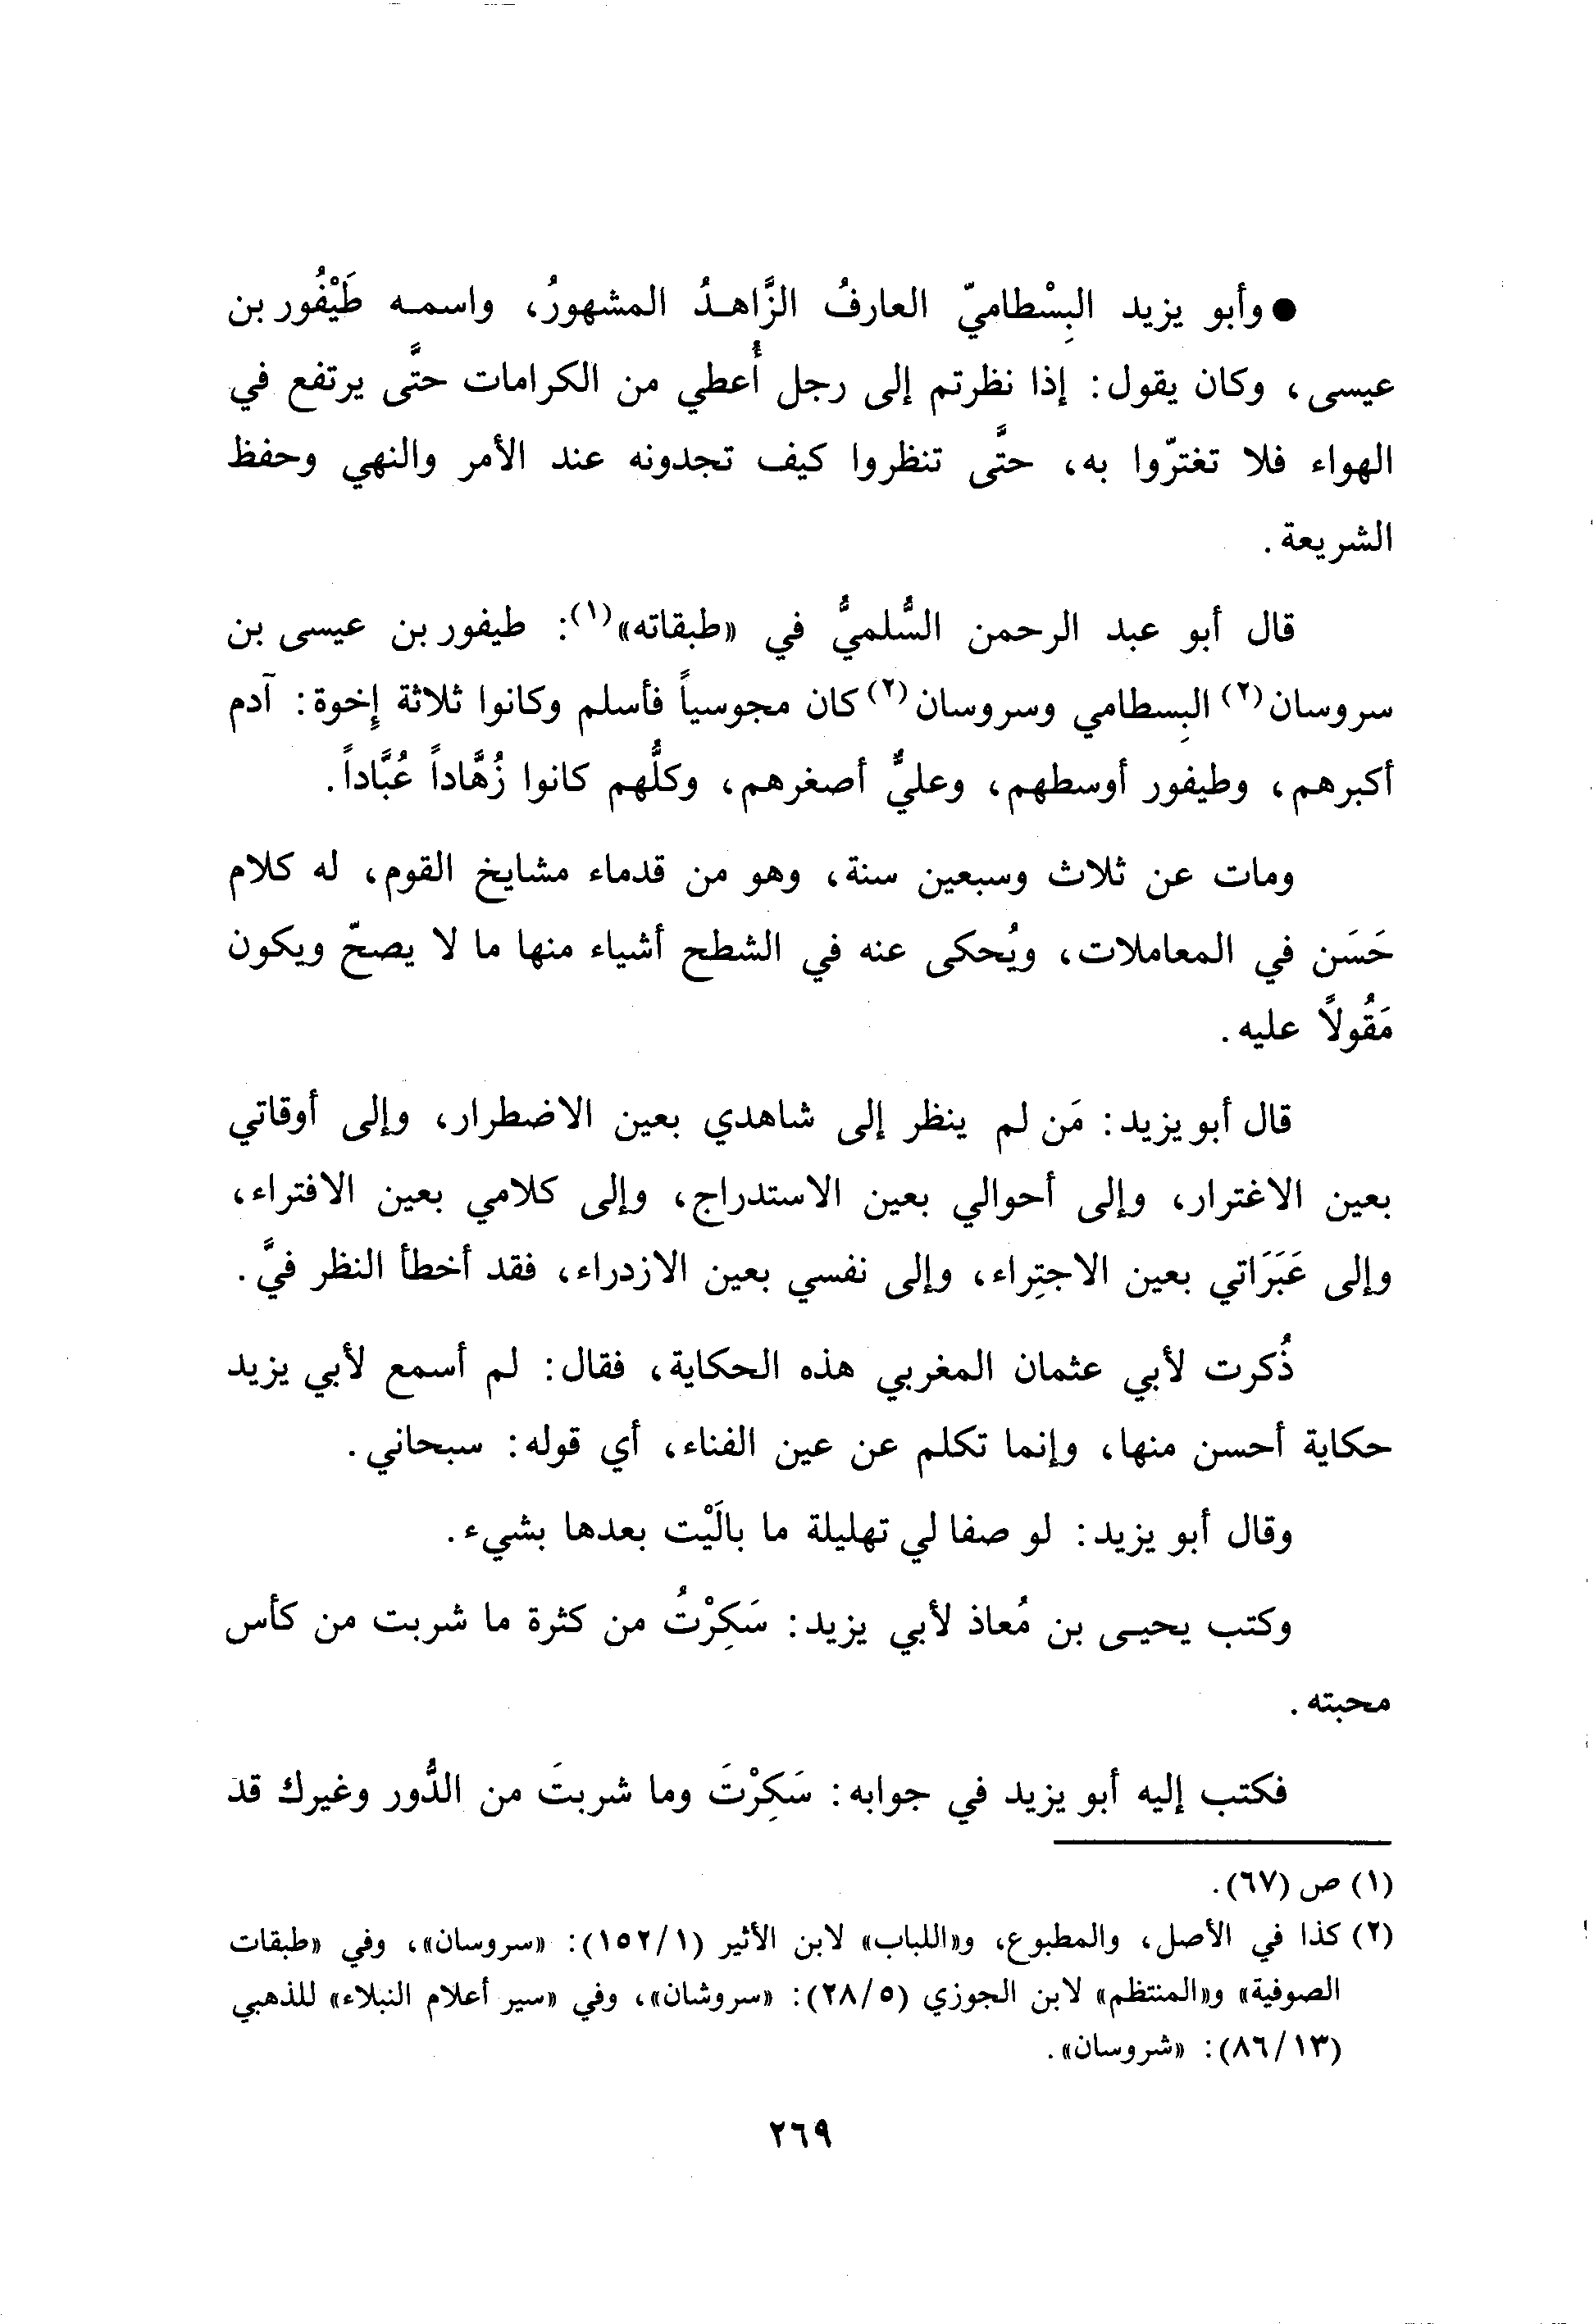 ● وأبو يزيد البِسْطاميّ العارفُ الزَّاهـدُ المشهورُ، واسمـه طَيْفُور بن
عيسى، وكان يقول: إذا نظرتم إلى رجل أُعطي من الكرامات حتَّى يرتفع في
الهواء فلا تغترّوا به، حتَّى تنظروا كيف تجدونه عند الأمر والنهي وحفظ
الشريعة.
قال أبو عبد الرحمن السُّلميُّ في «طبقاته»(١): طيفور بن عيسى بن
سروسان(٢) البِسطامي وسروسان(٢) كان مجوسياً فأسلم وكانوا ثلاثة إخوة: آدم
أكبرهم، وطيفور أوسطهم، وعليٌّ أصغرهم، وكلُّهم كانوا زُهَّاداً عُبَّاداً.
ومات عن ثلاث وسبعين سنة، وهو من قدماء مشايخ القوم، له كلام
حَسَن في المعاملات، ويُحكى عنه في الشطح أشياء منها ما لا يصحّ ويكون
مَقُولاً عليه.
قال أبو يزيد: مَن لم ينظر إلى شاهدي بعين الاضطرار، وإلى أوقاتي
بعين الاغترار، وإلى أحوالي بعين الاستدراج، وإلى كلامي بعين الافتراء،
وإلى عَبَرَاتي بعين الاجتِراء، وإلى نفسي بعين الازدراء، فقد أخطأ النظر فيَّ.
ذُكرت لأبي عثمان المغربي هذه الحكاية، فقال: لم أسمع لأبي يزيد
حكاية أحسن منها، وإنما تكلم عن عين الفناء، أي قوله: سبحاني.
وقال أبو يزيد: لو صفا لي تهليلة ما بالَيْت بعدها بشيء.
وكتب يحيـى بن مُعاذ لأبي يزيد: سَكِرْتُ من كثرة ما شربت من كأس
محبته.
فكتب إليه أبو يزيد في جوابه: سَكِرْتَ وما شربتَ من الدُّور وغيرك قد
(١) ص (٦٧).
(٢) كذا في الأصل، والمطبوع، و«اللباب» لابن الأثير (١/١٥٢): «سروسان»، وفي «طبقات
الصوفية» و«المنتظم» لابن الجوزي (٥/٢٨): «سروشان»، وفي «سير أعلام النبلاء» للذهبي
(١٣/٨٦): «شروسان».
٢٦٩